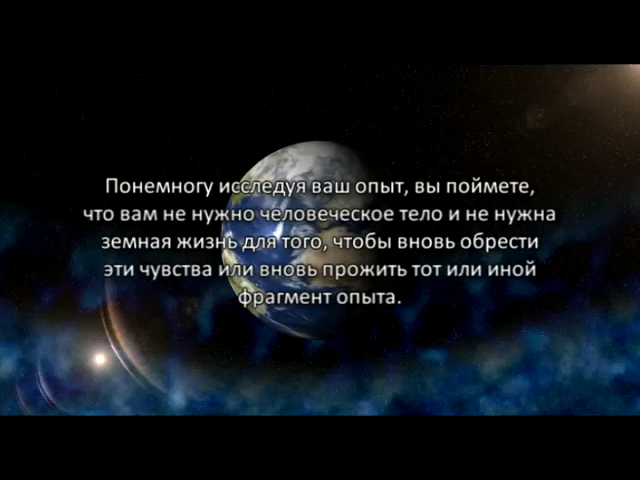 Понемногу исследуя ваш опыт, вы поймете,
что вам не нужно человеческое тело и не нужна
земная жизнь для того, чтобы вновь обрести
эти чувства или вновь прожить тот или иной
фрагмент опыта.